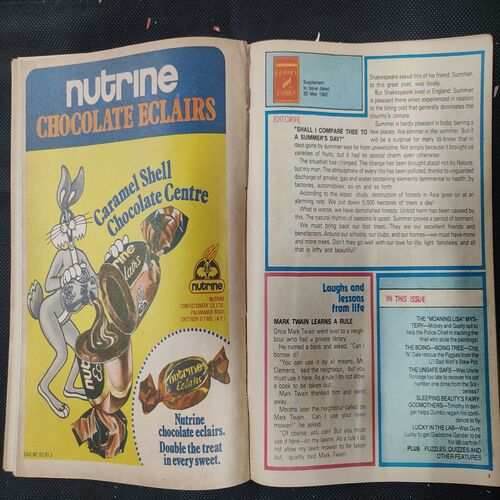 nutrine
CHOCOLATE ECLAIRS
Caramel Shell
Chocolate Centre
nutrine
Eclairs
nutrine
NUTRINE
CONFECTIONERY CO. LTD.,
PALAMANER ROAD,
CHITTOOR-517 002. (A.P.)
nutrine
Eclairs
nutrine
Nutrine
chocolate eclairs.
Double the treat
in every sweet.
Supplement
to issue dated
20 May 1992
EDITORIAL
"SHALL I COMPARE THEE TO
A SUMMER'S DAY?"
Shakespeare asked this of his friend. Summer,
to this great poet, was lovely.
But Shakespeare lived in England. Summer
is pleasant there when experienced in relation
to the biting cold that generally dominates that
country's climate.
Summer is hardly pleasant in India, barring a
few places. We simmer in the summer. But it
will be a surprise for many to know that in
days gone by summer was far from unwelcome. Not simply because it brought us
varieties of fruits, but it had its special charm even otherwise.
The situation has changed. The change has been brought about not by Nature,
but my man. The atmosphere of every city has been polluted, thanks to unguarded
discharge of smoke, gas and water containing elements detrimental to health, by
factories, automobiles, so on and so forth.
According to the latest study, destruction of forests in Asia goes on at an
alarming rate. We cut down 5,000 hectares of trees a day!
What is worse, we have demolished forests. Untold harm has been caused by
this. The natural rhythm of seasons is upset. Summer proves a period of torment.
We must bring back our lost trees. They are our excellent friends and
benefactors. Around our schools, our clubs, and our homes—we must have more
and more trees. Don't they go well with our love for life, light, fairytales, and all
that is lofty and beautiful?
Laughs and
lessons
from life
MARK TWAIN LEARNS A RULE
Once Mark Twain went over to a neigh-
bour who had a private library.
He named a book and asked: "Can I
borrow it?
"You can use it by all means, Mr.
Clemens, said the neighbour, but you
must use it here. As a rule I do not allow
a book to be taken out.
Mark Twain thanked him and went
away.
Months later the neighbour called on
Mark Twain. Can I use your lawn
mower?" he asked.
"Of course, you can! But you must
use it here—on my lawns. As a rule I do
not allow my lawn mower to be taken
out, quietly said Mark Twain.
IN THIS ISSUE
THE "MOANING LISA" MYS-
TERY—Mickey and Goofy out to
help the Police Chief in tracking the
thief who stole the paintings!
THE BOING—BOING TREE—Chip
'N' Dale rescue the Piggies from the
Li'l Bad Wolf's Stew Pot.
THE UNSAFE SAFE—Was Uncle
Scrooge too late to recover his old
number one dime from the Sor-
ceress?
SLEEPING BEAUTY'S FAIRY
GODMOTHERS—Timothy in dan-
ger helps Dumbo regain his confi-
dence to fly.
LUCKY IN THE LAB—Was Gyro
Lucky to get Gladstone Gander to
be his lab partner?
PLUS PUZZLES, QUIZZES AND
CUTOUTS
3